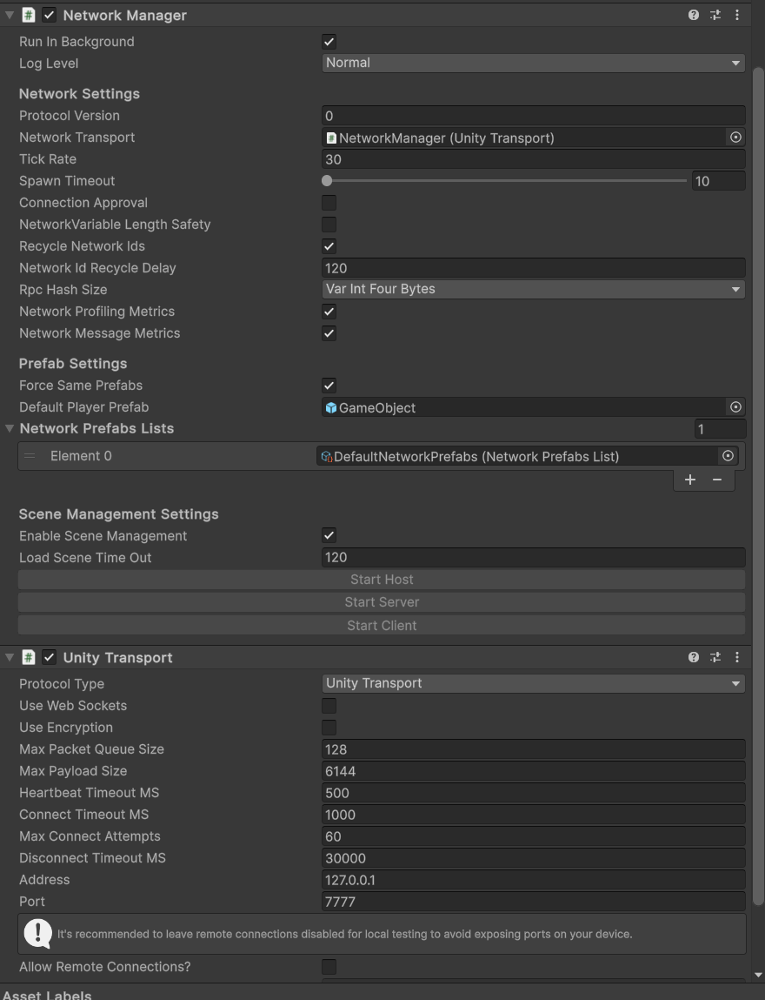 Network Manager
Run In Background
Log Level Normal
Network Settings
Protocol Version 0
Network Transport NetworkManager (Unity Transport)
Tick Rate 30
Spawn Timeout 10
Connection Approval
NetworkVariable Length Safety
Recycle Network Ids
Network Id Recycle Delay 120
Rpc Hash Size Var Int Four Bytes
Network Profiling Metrics
Network Message Metrics
Prefab Settings
Force Same Prefabs
Default Player Prefab GameObject
Network Prefabs Lists 1
Element 0 DefaultNetworkPrefabs (Network Prefabs List)
Scene Management Settings
Enable Scene Management
Load Scene Time Out 120
Start Host
Start Server
Start Client
Unity Transport
Protocol Type Unity Transport
Use Web Sockets
Use Encryption
Max Packet Queue Size 128
Max Payload Size 6144
Heartbeat Timeout MS 500
Connect Timeout MS 1000
Max Connect Attempts 60
Disconnect Timeout MS 30000
Address 127.0.0.1
Port 7777
It's recommended to leave remote connections disabled for local testing to avoid exposing ports on your device.
Allow Remote Connections?
Asset Labels